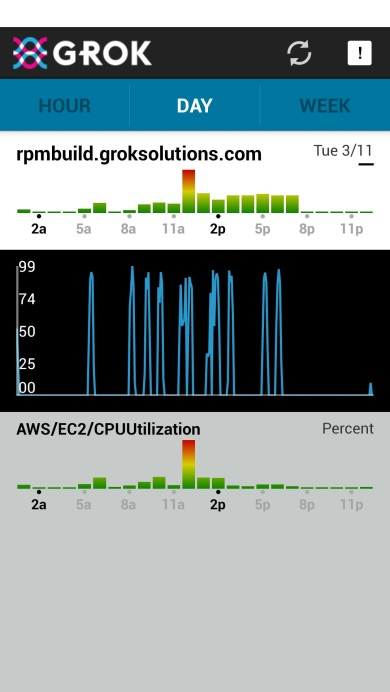 GROK
!
HOUR DAY WEEK
rpmbuild.groksolutions.com Tue 3/11
2a 5a 8a 11a 2p 5p 8p 11p
99
74
50
25
00
AWS/EC2/CPUUtilization Percent
2a 5a 8a 11a 2p 5p 8p 11p